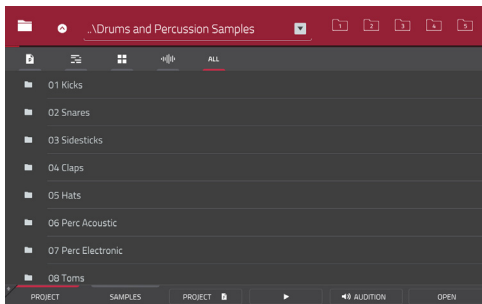 ..\Drums and Percussion Samples
1 2 3 4 5
ALL
01 Kicks
02 Snares
03 Sidesticks
04 Claps
05 Hats
06 Perc Acoustic
07 Perc Electronic
08 Toms
PROJECT SAMPLES PROJECT AUDITION OPEN